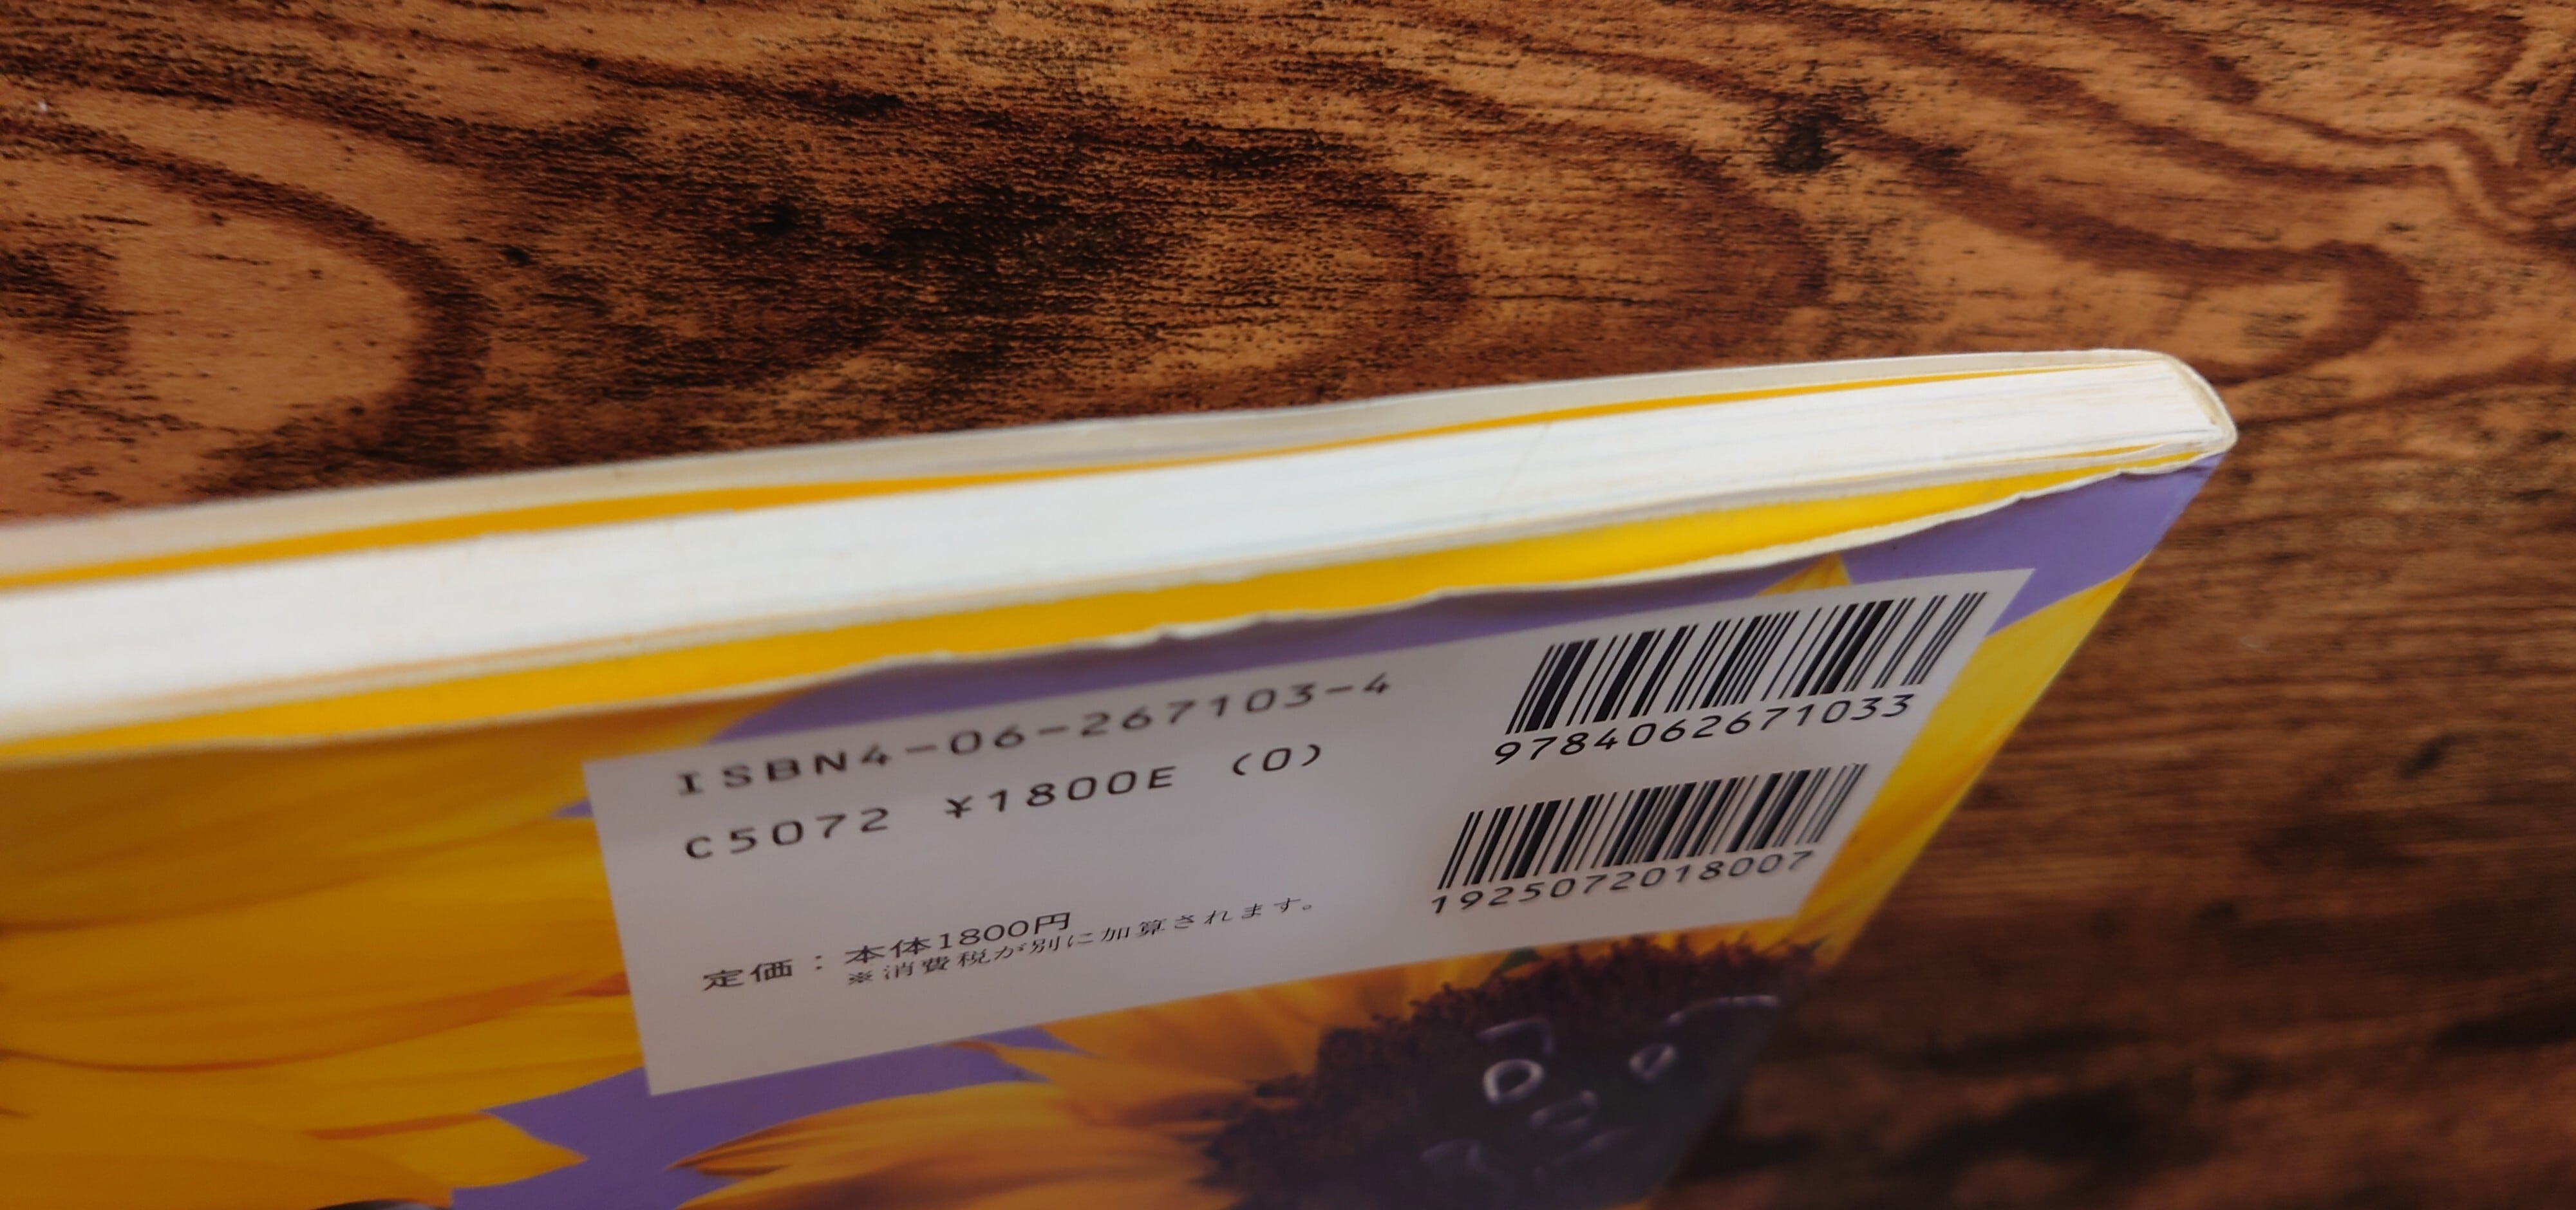 ISBN4-06-267103-4
C5072 ¥1800E (0)
定価：本体1800円
※消費税が別に加算されます。
9784062671033
1925072018007